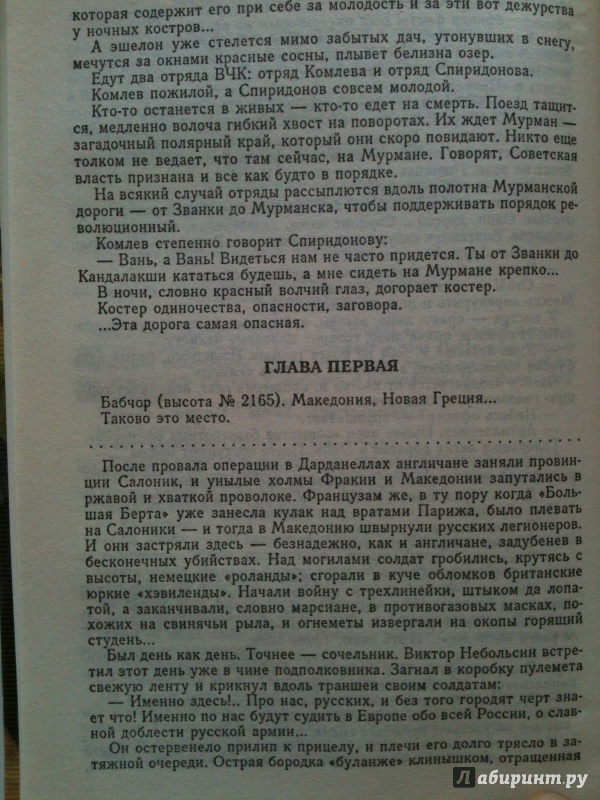 которая содержит его при себе за молодость и за эти вот дежурства
у ночных костров...
А эшелон уже стелется мимо забытых дач, утонувших в снегу,
мечутся за окнами красные сосны, плывет белизна озер.
Едут два отряда ВЧК: отряд Комлева и отряд Спиридонова.
Комлев пожилой, а Спиридонов совсем молодой.
Кто-то останется в живых — кто-то едет на смерть. Поезд тащит-
ся, медленно волоча гибкий хвост на поворотах. Их ждет Мурман —
загадочный полярный край, который они скоро повидают. Никто еще
толком не ведает, что там сейчас, на Мурмане. Говорят, Советская
власть признана и все как будто в порядке.
На всякий случай отряды рассыплются вдоль полотна Мурманской
дороги — от Званки до Мурманска, чтобы поддерживать порядок ре-
волюционный.
Комлев степенно говорит Спиридонову:
— Вань, а Вань! Видеться нам не часто придется. Ты от Званки до
Кандалакши кататься будешь, а мне сидеть на Мурмане крепко...
В ночи, словно красный волчий глаз, догорает костер.
Костер одиночества, опасности, заговора.
...Эта дорога самая опасная.
ГЛАВА ПЕРВАЯ
Бабчор (высота № 2165). Македония, Новая Греция...
Таково это место.
После провала операции в Дарданеллах англичане заняли провин-
ции Салоник, и унылые холмы Фракии и Македонии запутались в
ржавой и хваткой проволоке. Французам же, в ту пору когда «Боль-
шая Берта» уже занесла кулак над вратами Парижа, было плевать
на Салоники — и тогда в Македонию швырнули русских легионеров.
И они застряли здесь — безнадежно, как и англичане, задубенев в
бесконечных убийствах. Над могилами солдат гробились, крутясь с
высоты, немецкие «роланды»; сгорали в куче обломков британские
юркие «хэвиленды». Начали войну с трехлинейки, штыком да лопа-
той, а заканчивали, словно марсиане, в противогазовых масках, по-
хожих на свинячьи рыла, и огнеметы извергали на окопы горящий
студень...
Был день как день. Точнее — сочельник. Виктор Небольсин встре-
тил этот день уже в чине подполковника. Загнал в коробку пулемета
свежую ленту и крикнул вдоль траншеи своим солдатам:
— Именно здесь!.. Про нас, русских, и без того городят черт зна-
ет что! Именно по нас будут судить в Европе обо всей России, о слав-
ной доблести русской армии...
Он остервенело прилип к прицелу, и плечи его долго трясло в за-
тяжной очереди. Острая бородка «буланже» клинышком, отращенная
Лабиринт.ру